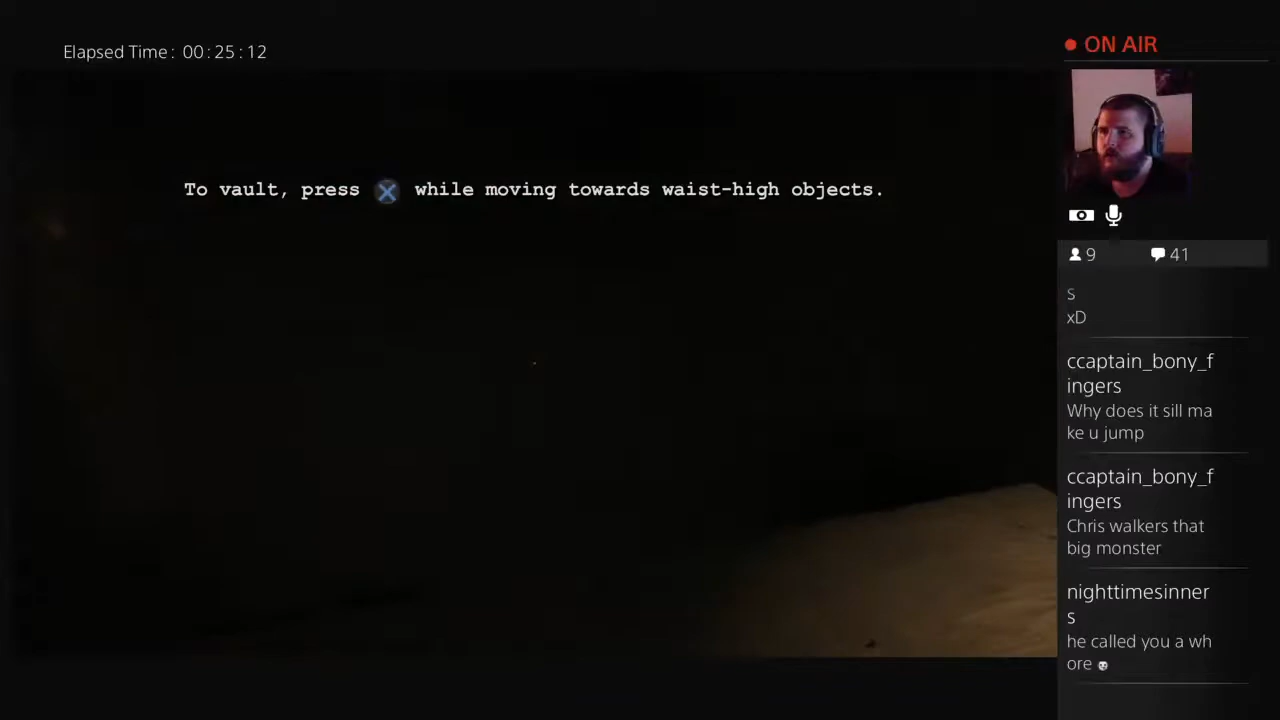 Elapsed Time: 00:25:12
ON AIR
To vault, press X while moving towards waist-high objects.
9 41
s
xD
ccaptain_bony_f
ingers
Why does it sill ma
ke u jump
ccaptain_bony_f
ingers
Chris walkers that
big monster
nighttimesinner
s
he called you a wh
ore